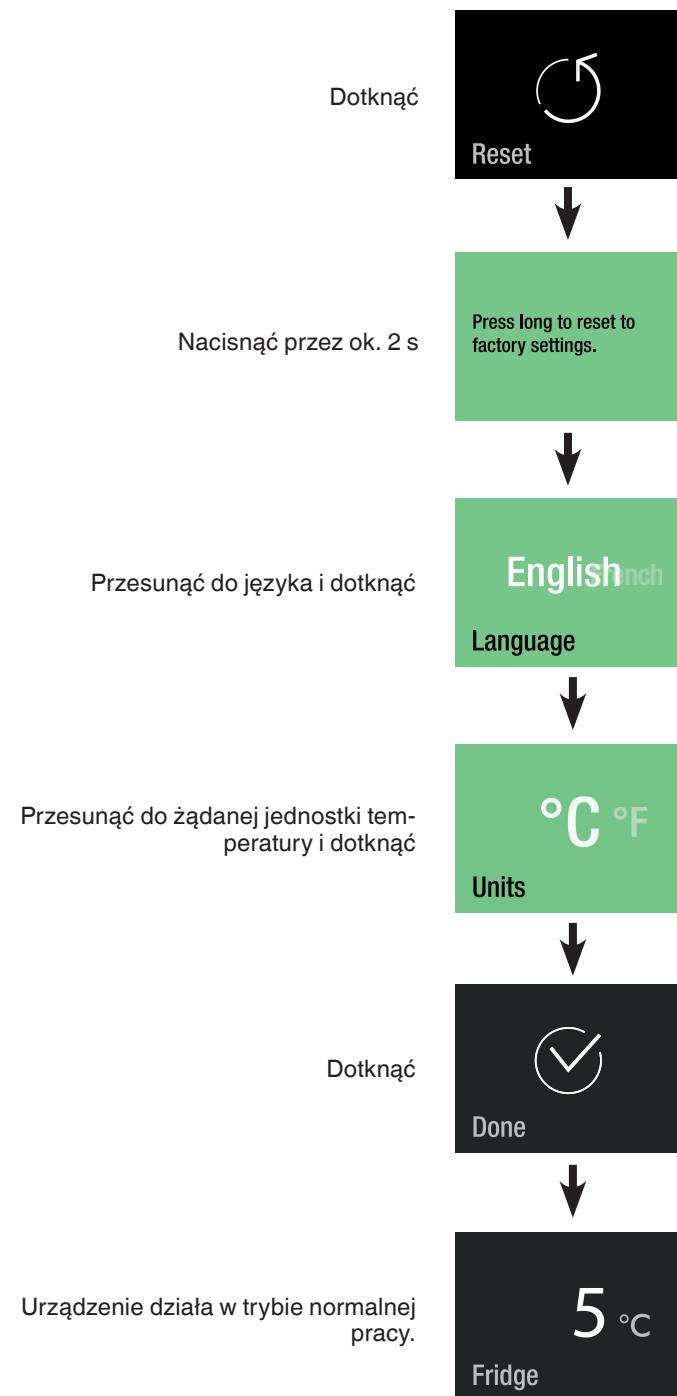 Dotknąć
Reset
Nacisnąć przez ok. 2 s
Press long to reset to
factory settings.
Przesunąć do języka i dotknąć
English French
Language
Przesunąć do żądanej jednostki tem-
peratury i dotknąć
°C °F
Units
Dotknąć
Done
Urządzenie działa w trybie normalnej
pracy.
5 °C
Fridge